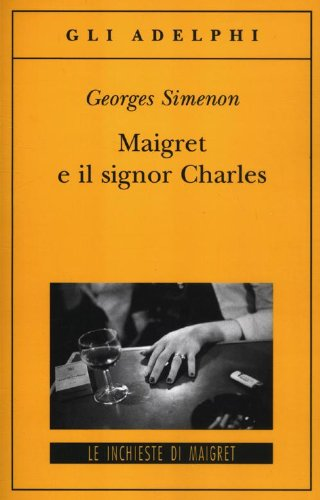 GLI ADELPHI
Georges Simenon
Maigret
e il signor Charles
LE INCHIESTE DI MAIGRET